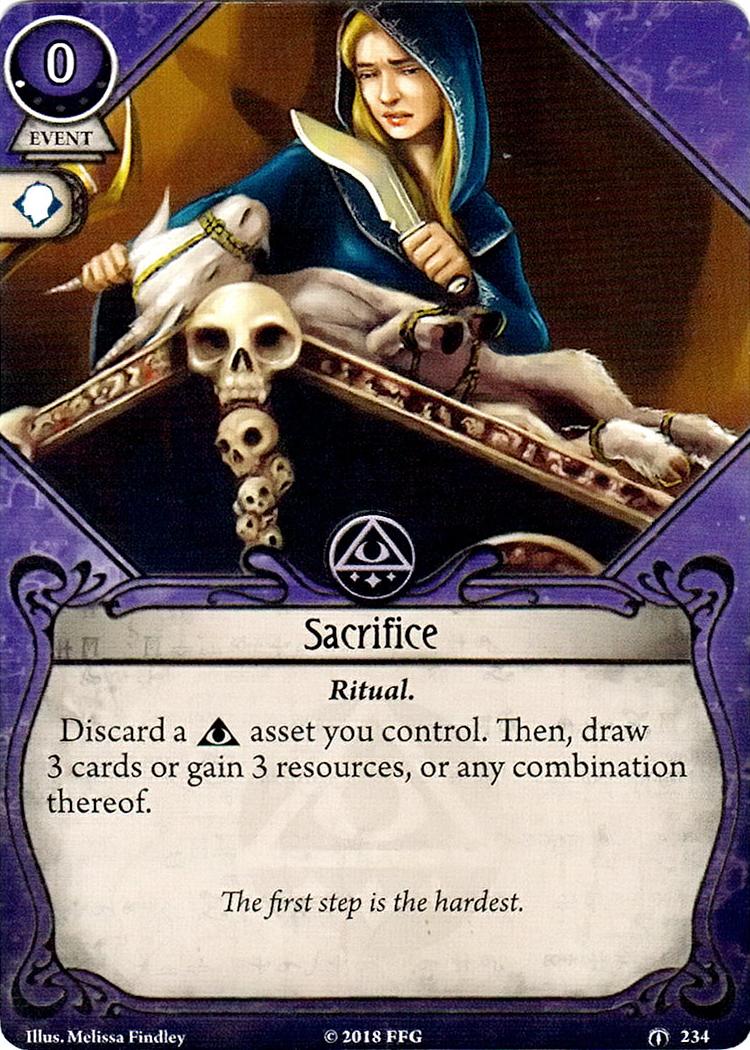 0
EVENT
Sacrifice
Ritual.
Discard a asset you control. Then, draw
3 cards or gain 3 resources, or any combination
thereof.
The first step is the hardest.
Illus. Melissa Findley
© 2018 FFG
234